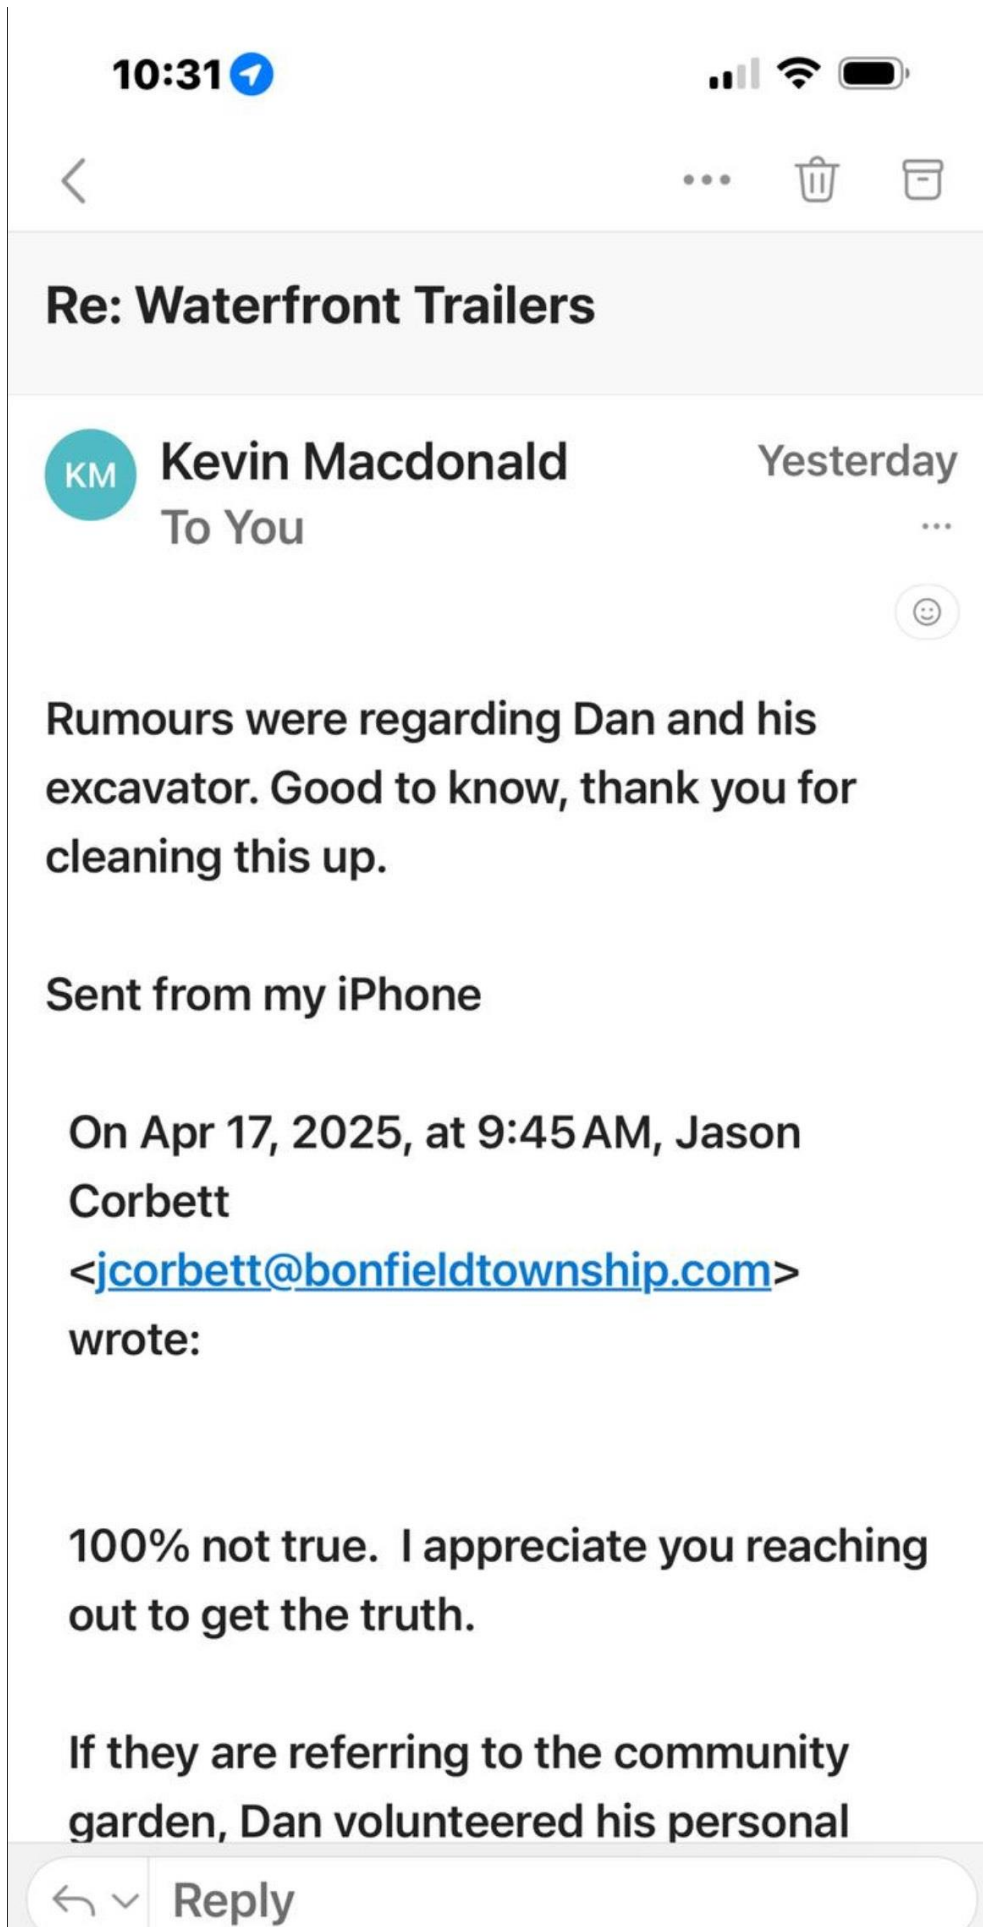 10:31
Re: Waterfront Trailers
KM
Kevin Macdonald
Yesterday
To You
Rumours were regarding Dan and his
excavator. Good to know, thank you for
cleaning this up.
Sent from my iPhone
On Apr 17, 2025, at 9:45 AM, Jason
Corbett
<jcorbett@bonfieldtownship.com>
wrote:
100% not true.  I appreciate you reaching
out to get the truth.
If they are referring to the community
garden, Dan volunteered his personal
Reply